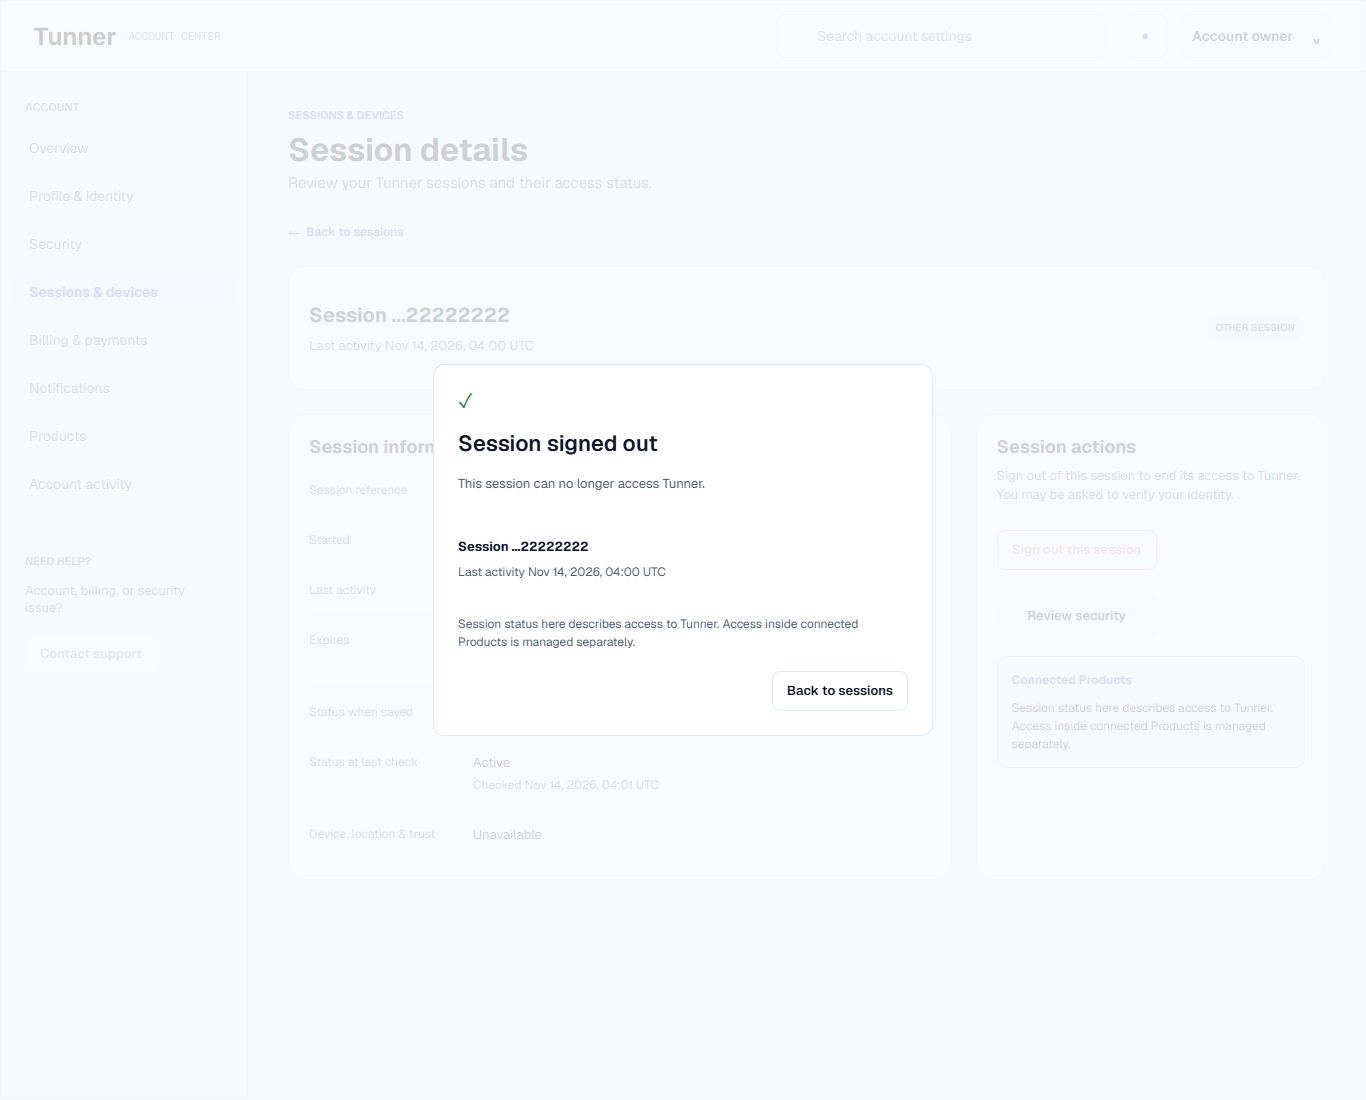 Tunner ACCOUNT CENTER
Search account settings
Account owner
ACCOUNT
Overview
Profile & identity
Security
Sessions & devices
Billing & payments
Notifications
Products
Account activity
NEED HELP?
Account, billing, or security
issue?
Contact support
SESSIONS & DEVICES
Session details
Review your Tunner sessions and their access status.
← Back to sessions
Session …22222222
Last activity Nov 14, 2026, 04:00 UTC
OTHER SESSION
Session inform
Session reference
Started
Last activity
Expires
Status when saved
Status at last check
Active
Checked Nov 14, 2026, 04:01 UTC
Device, location & trust
Unavailable
✓
Session signed out
This session can no longer access Tunner.
Session …22222222
Last activity Nov 14, 2026, 04:00 UTC
Session status here describes access to Tunner. Access inside connected
Products is managed separately.
Back to sessions
Session actions
Sign out of this session to end its access to Tunner.
You may be asked to verify your identity.
Sign out this session
Review security
Connected Products
Session status here describes access to Tunner.
Access inside connected Products is managed
separately.